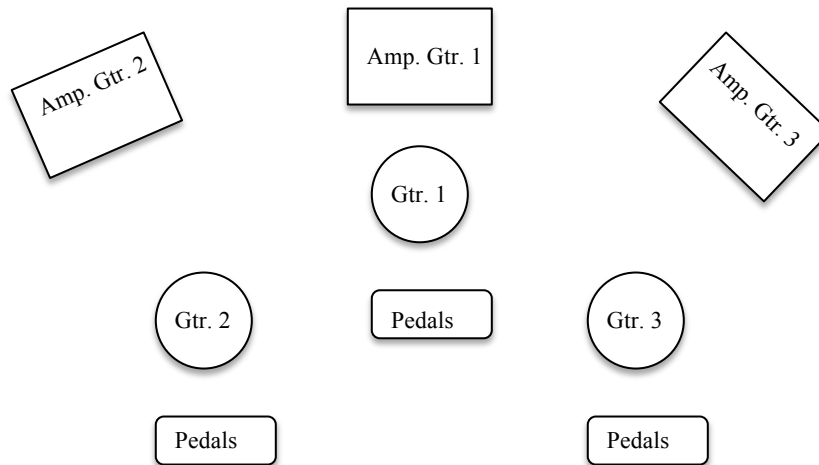 Amp. Gtr. 2
Amp. Gtr. 1
Amp. Gtr. 3
Gtr. 1
Gtr. 2
Pedals
Gtr. 3
Pedals
Pedals